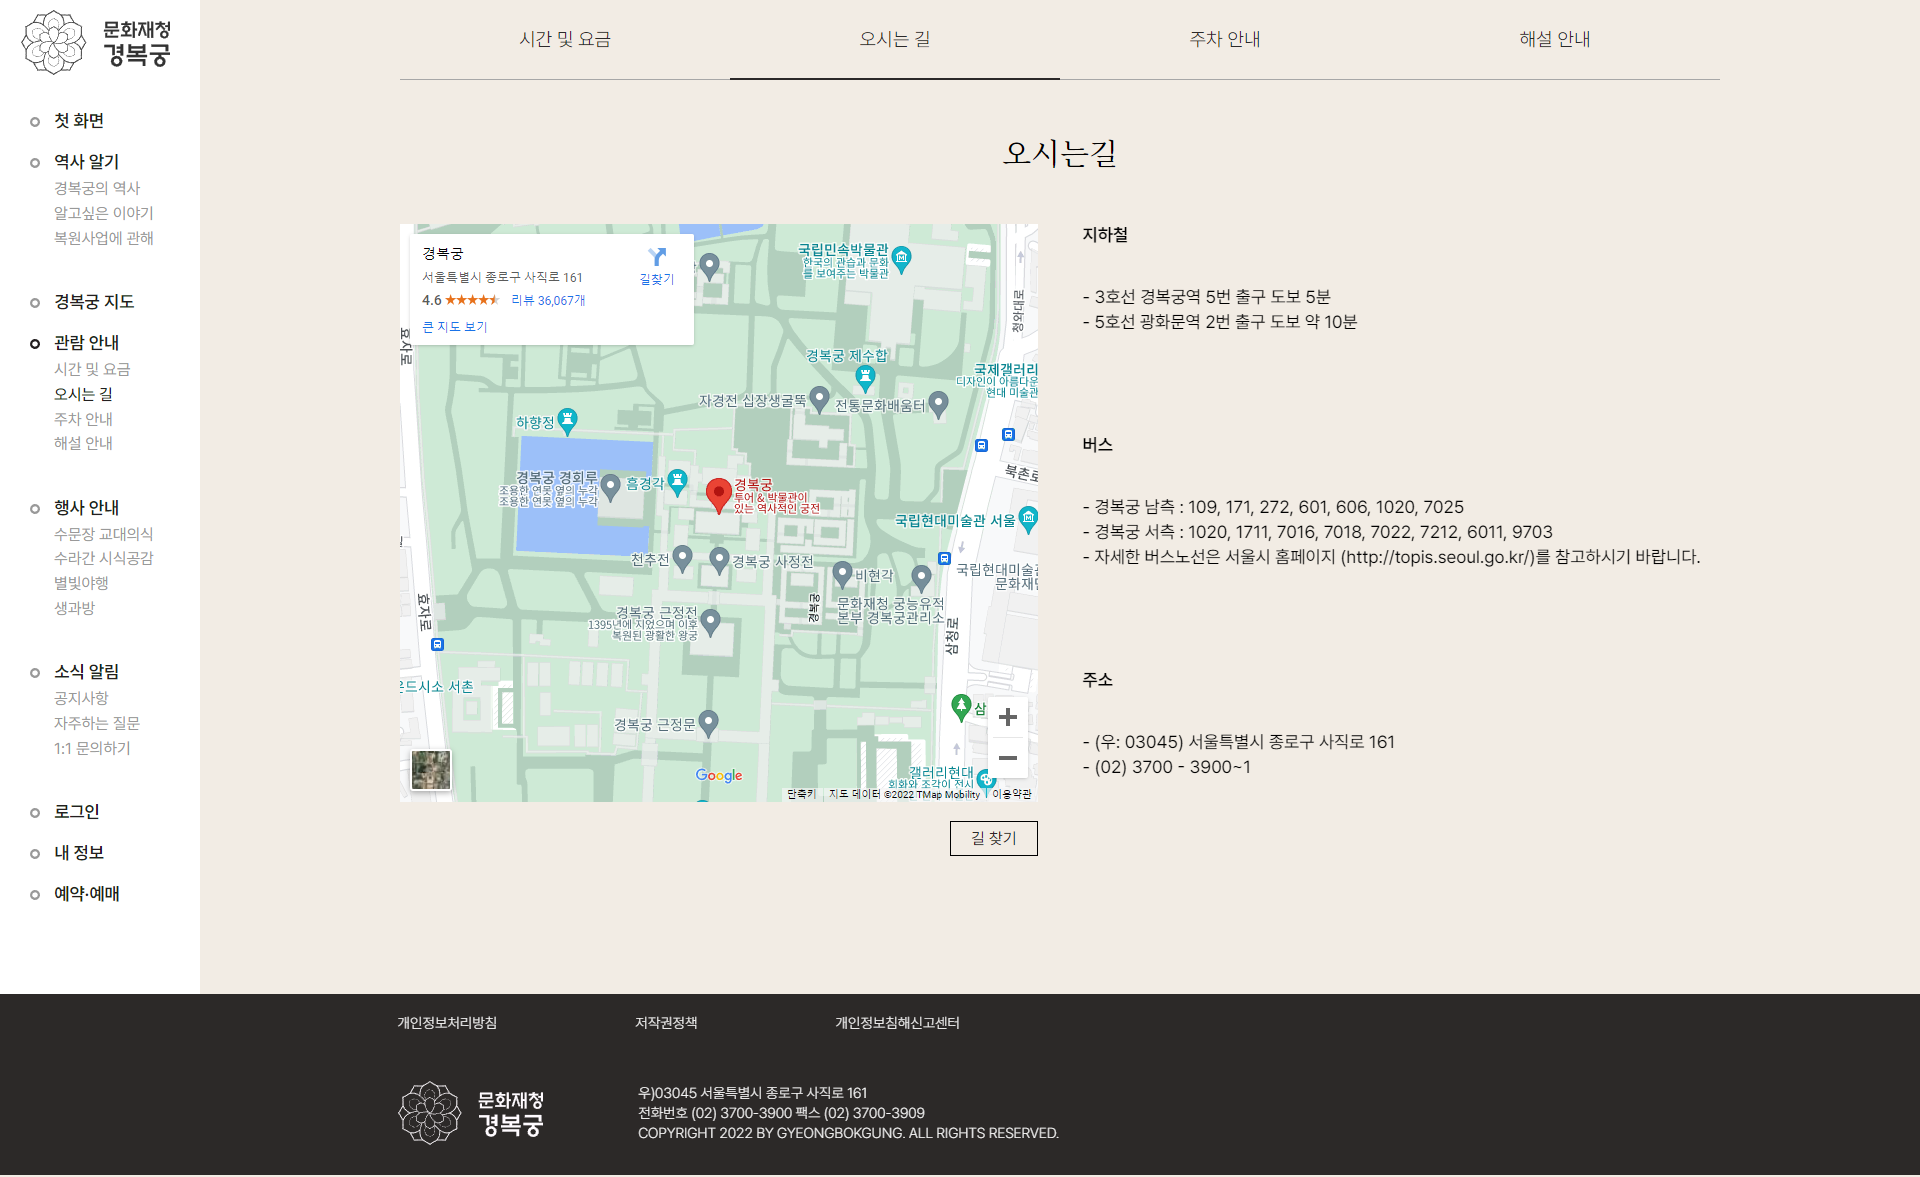 문화재청
경복궁
첫 화면
역사 알기
경복궁의 역사
알고싶은 이야기
복원사업에 관해
경복궁 지도
관람 안내
시간 및 요금
오시는 길
주차 안내
해설 안내
행사 안내
수문장 교대의식
수라간 시식공감
별빛야행
생과방
소식 알림
공지사항
자주하는 질문
1:1 문의하기
로그인
내 정보
예약·예매
시간 및 요금
오시는 길
주차 안내
해설 안내
오시는길
경복궁
서울특별시 종로구 사직로 161
4.6
리뷰 36,067개
큰 지도 보기
길찾기
국립민속박물관
한국의 관습과 문화
를 보여주는 박물관
청와대로
효자로
경복궁 제수합
국제갤러리
디자인이 아름다운
현대 미술관
자경전 십장생굴뚝
전통문화배움터
하향정
북촌로
경복궁 경회루
조용한 연못 옆의 누각
조용한 연못 옆의 누각
흠경각
경복궁
투어 & 박물관이
있는 역사적인 궁전
국립현대미술관 서울
천추전
경복궁 사정전
비현각
국립현대미술관
문화재단
문화재청 궁능유적
본부 경복궁관리소
경복궁
효자로
경복궁 근정전
1395년에 지었으며 이후
복원된 광활한 왕궁
삼청로
운드시소 서촌
삼
경복궁 근정문
갤러리현대
회화와 조각이 전시
Google
단축키
지도 데이터 ©2022 TMap Mobility
이용약관
길 찾기
지하철
- 3호선 경복궁역 5번 출구 도보 5분
- 5호선 광화문역 2번 출구 도보 약 10분
버스
- 경복궁 남측 : 109, 171, 272, 601, 606, 1020, 7025
- 경복궁 서측 : 1020, 1711, 7016, 7018, 7022, 7212, 6011, 9703
- 자세한 버스노선은 서울시 홈페이지 (http://topis.seoul.go.kr/)를 참고하시기 바랍니다.
주소
- (우: 03045) 서울특별시 종로구 사직로 161
- (02) 3700 - 3900~1
개인정보처리방침
저작권정책
개인정보침해신고센터
문화재청
경복궁
우)03045 서울특별시 종로구 사직로 161
전화번호 (02) 3700-3900 팩스 (02) 3700-3909
COPYRIGHT 2022 BY GYEONGBOKGUNG. ALL RIGHTS RESERVED.